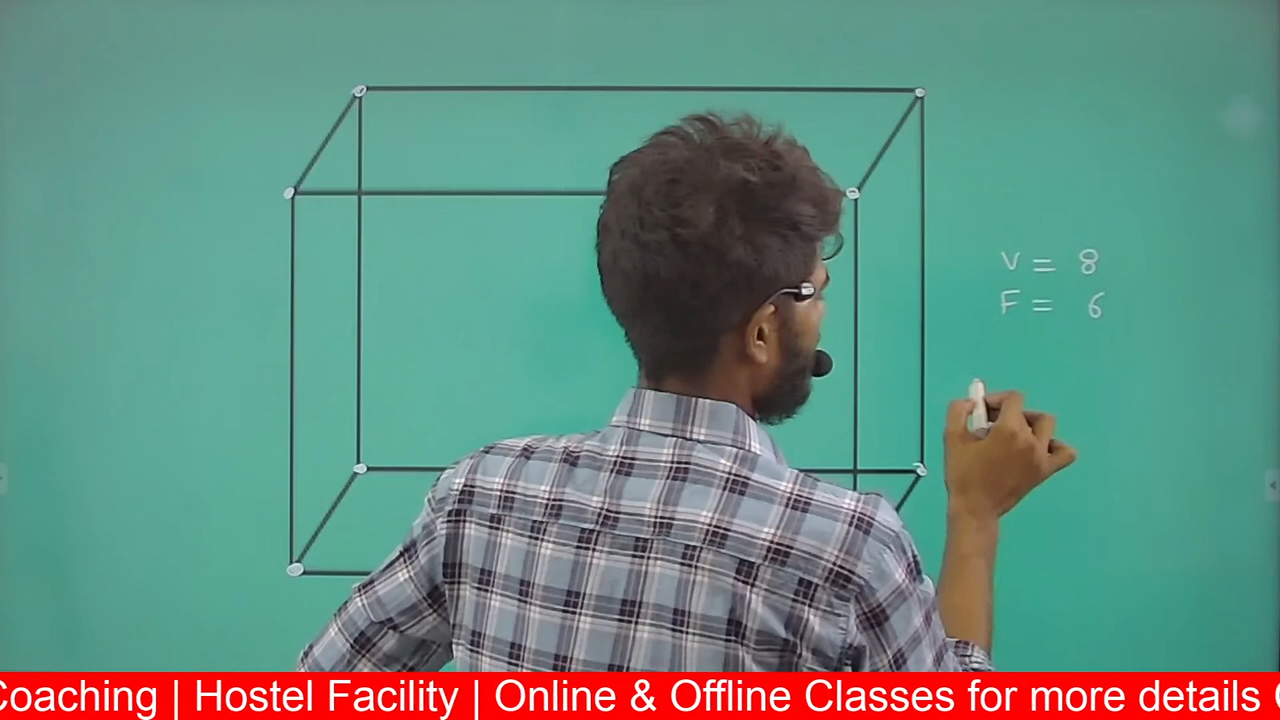 V = 8
F = 6
Coaching | Hostel Facility | Online & Offline Classes for more details